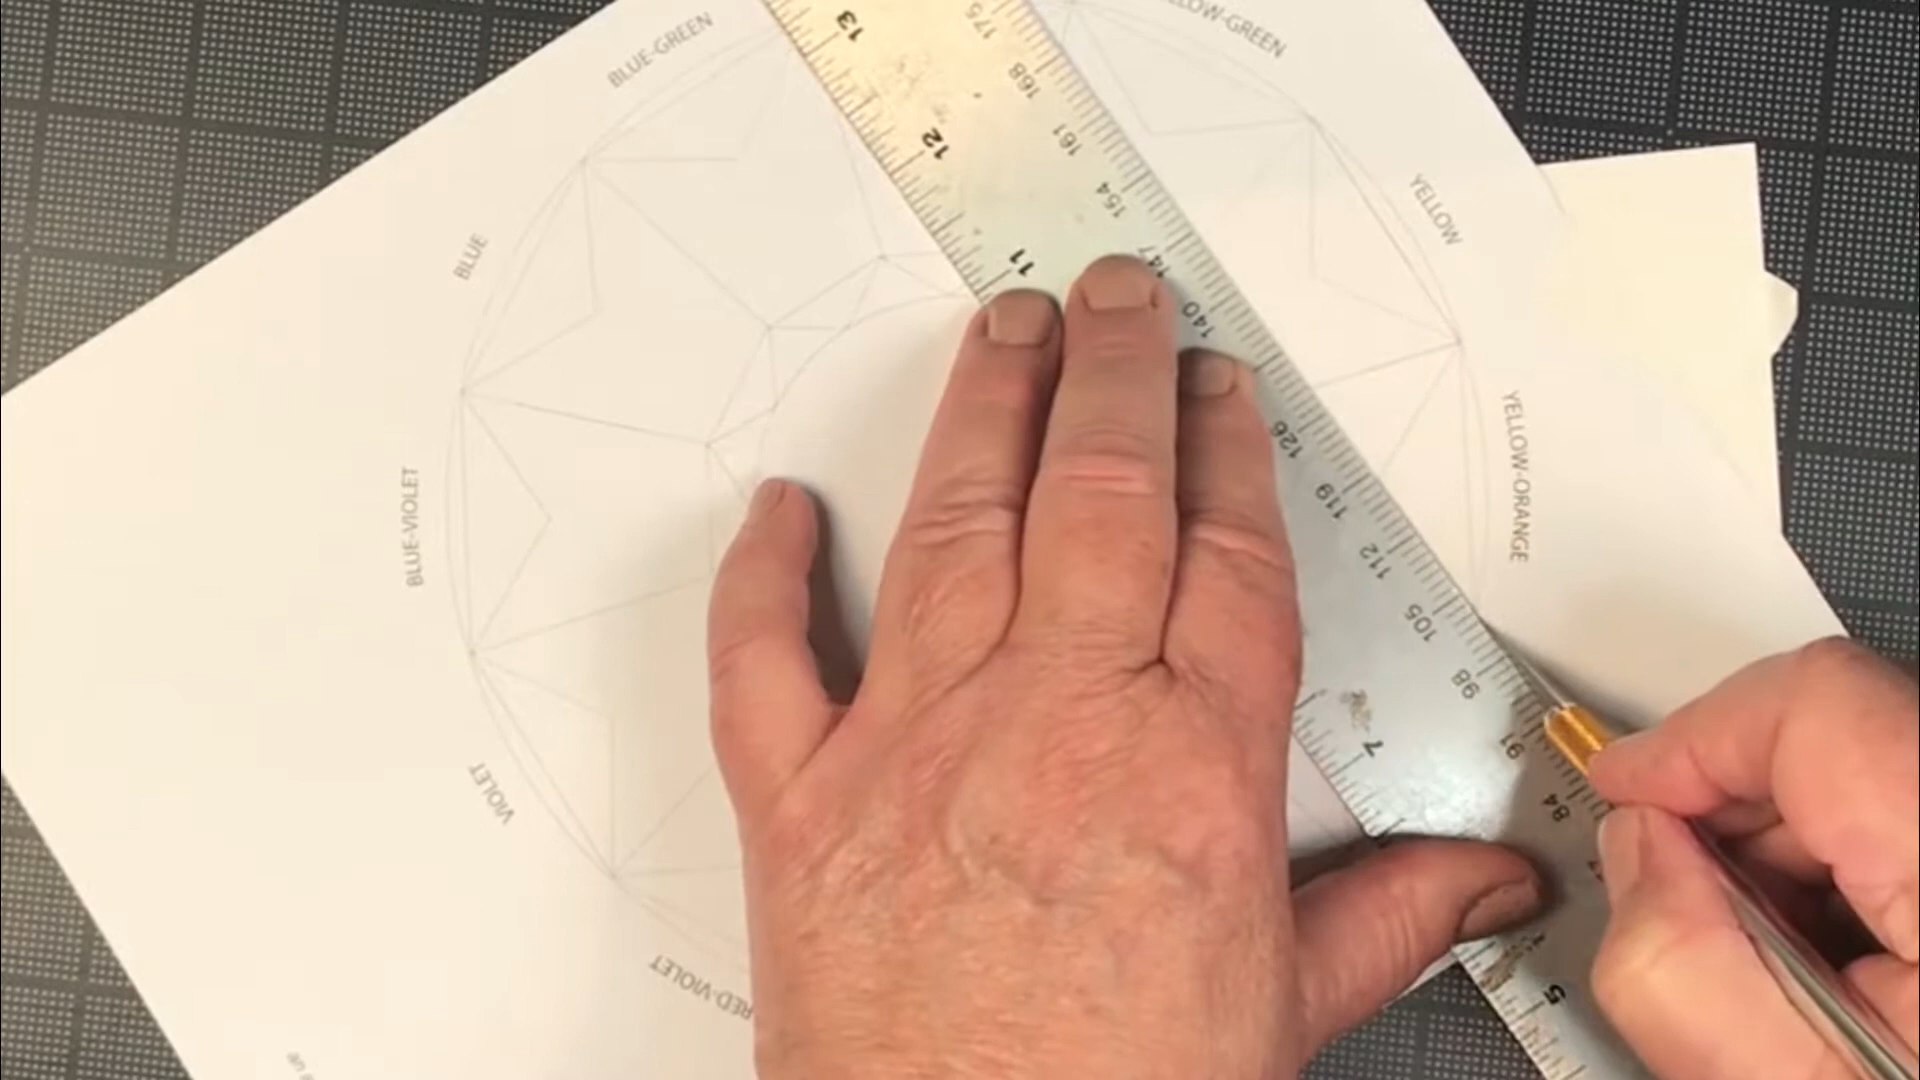 BLUE-GREEN
BLUE
BLUE-VIOLET
VIOLET
RED-VIOLET
LOW-GREEN
YELLOW
YELLOW-ORANGE
13
12
11
7
5
175
168
161
154
147
140
126
119
112
105
98
91
84